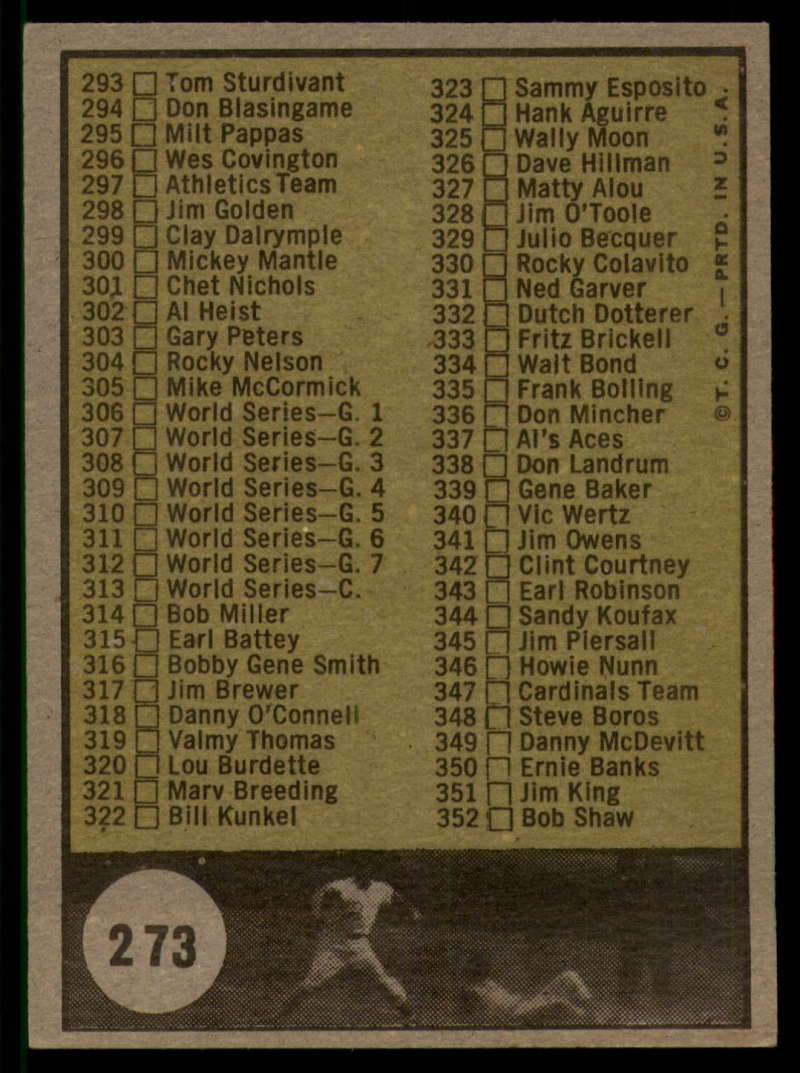 293 Tom Sturdivant
294 Don Blasingame
295 Milt Pappas
296 Wes Covington
297 Athletics Team
298 Jim Golden
299 Clay Dalrymple
300 Mickey Mantle
301 Chet Nichols
302 Al Heist
303 Gary Peters
304 Rocky Nelson
305 Mike McCormick
306 World Series—G. 1
307 World Series—G. 2
308 World Series—G. 3
309 World Series—G. 4
310 World Series—G. 5
311 World Series—G. 6
312 World Series—G. 7
313 World Series—C.
314 Bob Miller
315 Earl Battey
316 Bobby Gene Smith
317 Jim Brewer
318 Danny O'Connell
319 Valmy Thomas
320 Lou Burdette
321 Marv Breeding
322 Bill Kunkel
323 Sammy Esposito
324 Hank Aguirre
325 Wally Moon
326 Dave Hillman
327 Matty Alou
328 Jim O'Toole
329 Julio Becquer
330 Rocky Colavito
331 Ned Garver
332 Dutch Dotterer
333 Fritz Brickell
334 Walt Bond
335 Frank Bolling
336 Don Mincher
337 Al's Aces
338 Don Landrum
339 Gene Baker
340 Vic Wertz
341 Jim Owens
342 Clint Courtney
343 Earl Robinson
344 Sandy Koufax
345 Jim Piersall
346 Howie Nunn
347 Cardinals Team
348 Steve Boros
349 Danny McDevitt
350 Ernie Banks
351 Jim King
352 Bob Shaw
© T. C. G. — PRTD. IN U.S.A.
273